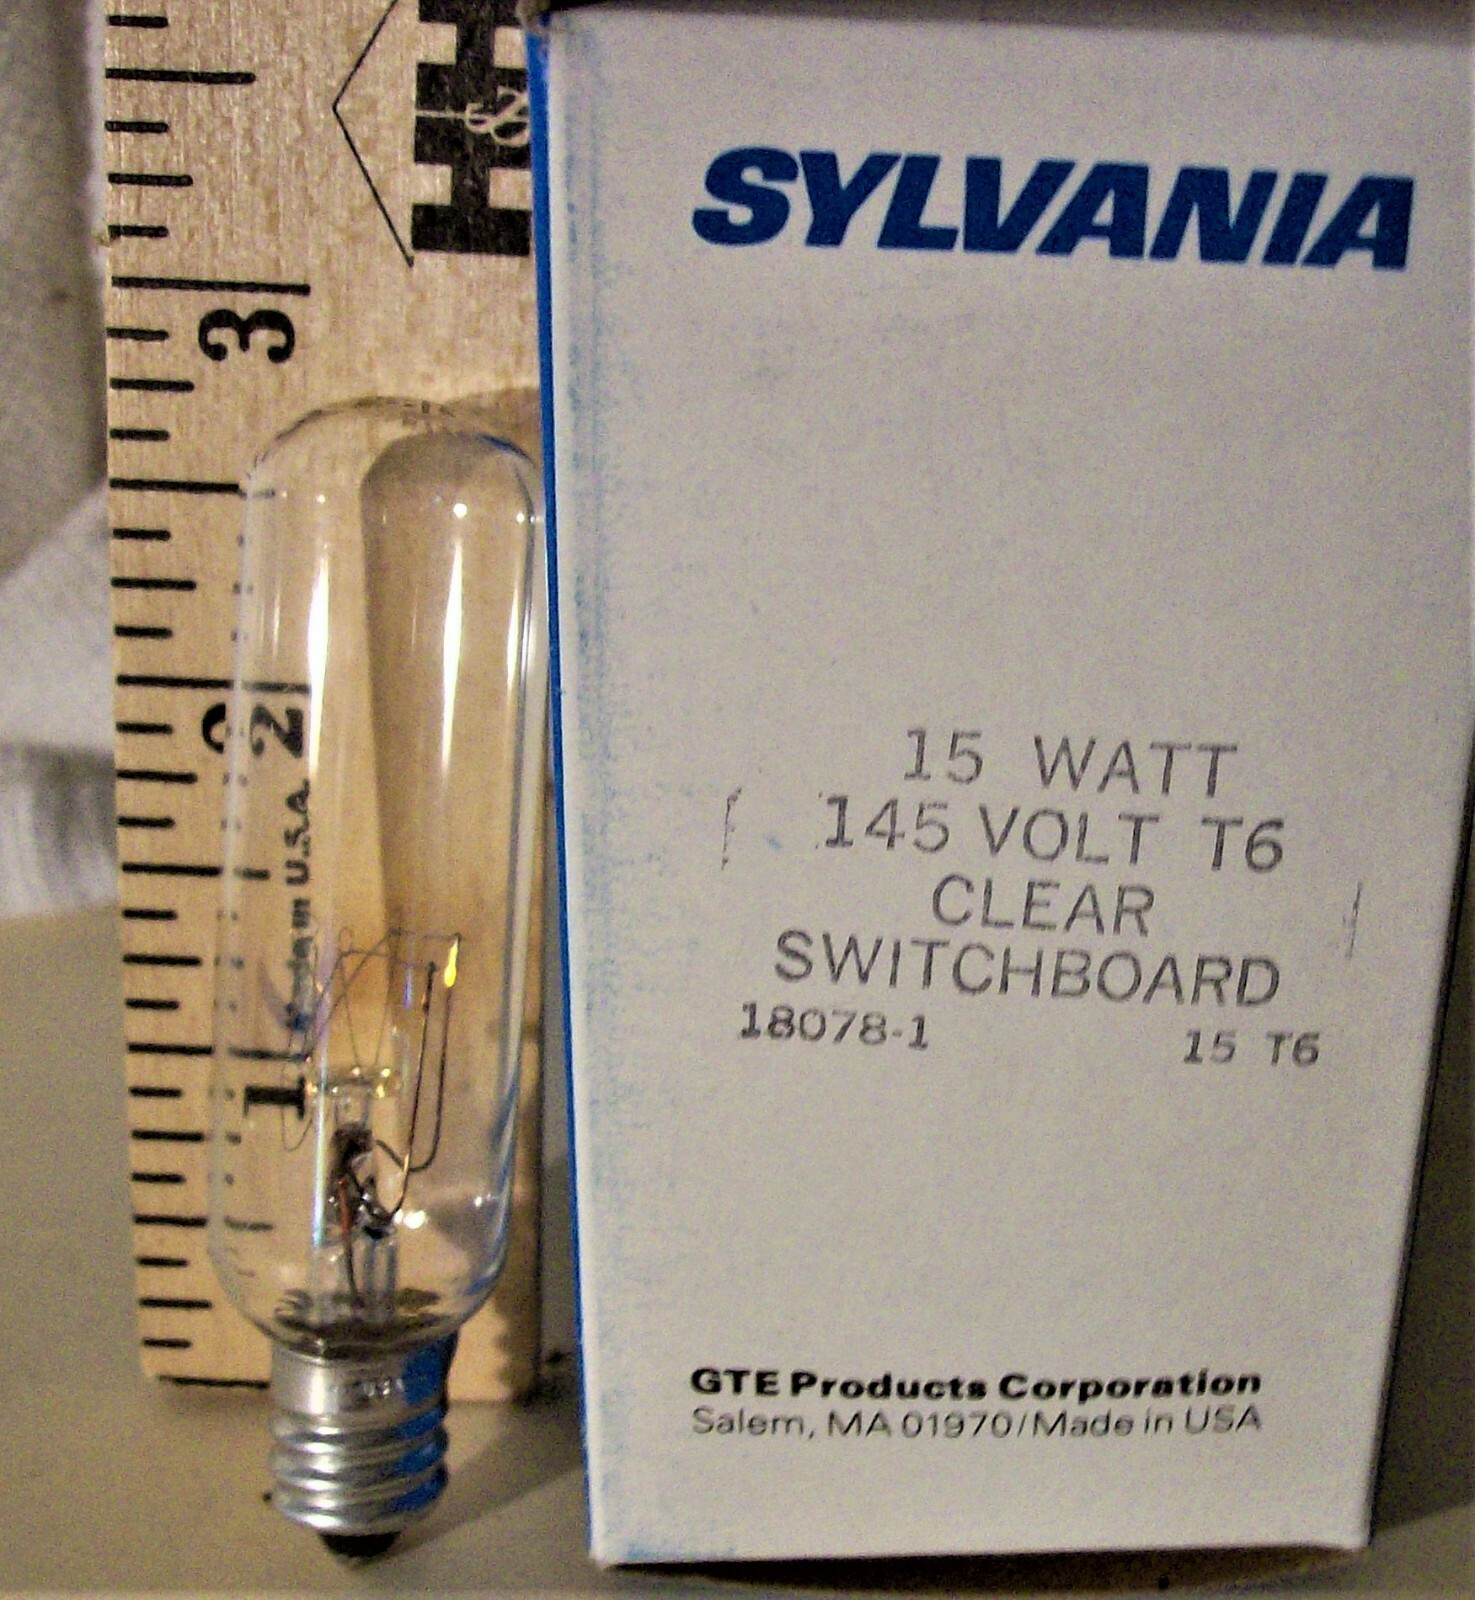 SYLVANIA
15 WATT
145 VOLT T6
CLEAR
SWITCHBOARD
18078-1 15 T6
GTE Products Corporation
Salem, MA 01970/Made in USA
3
2
1
in U.S.A.